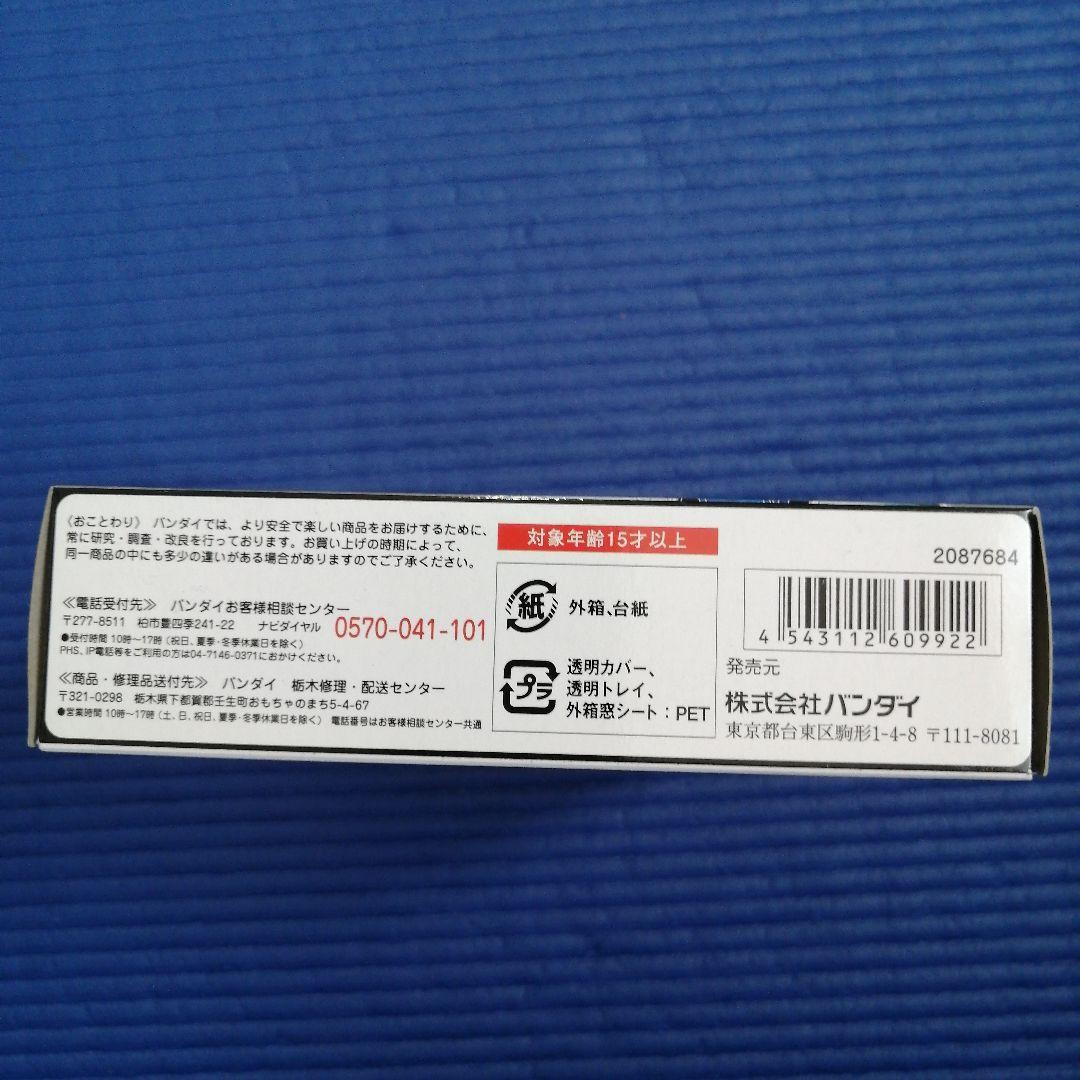 〈おことわり〉 バンダイでは、より安全で楽しい商品をお届けするために、
常に研究・調査・改良を行っております。お買い上げの時期によって、
同一商品の中にも多少の違いがある場合がありますのでご了承ください。
≪電話受付先≫ バンダイお客様相談センター
〒277-8511 柏市豊四季241-22 ナビダイヤル 0570-041-101
●受付時間 10時〜17時 (祝日、夏季・冬季休業日を除く)
PHS、IP電話等をご利用の方は04-7146-0371におかけください。
≪商品・修理品送付先≫ バンダイ 栃木修理・配送センター
〒321-0298 栃木県下都賀郡壬生町おもちゃのまち5-4-67
●営業時間 10時〜17時 (土、日、祝日、夏季・冬季休業日を除く) 電話番号はお客様相談センター共通
対象年齢15才以上
紙 外箱、台紙
プラ 透明カバー、
透明トレイ、
外箱窓シート:PET
2087684
4 543112 609922
発売元
株式会社バンダイ
東京都台東区駒形1-4-8 〒111-8081